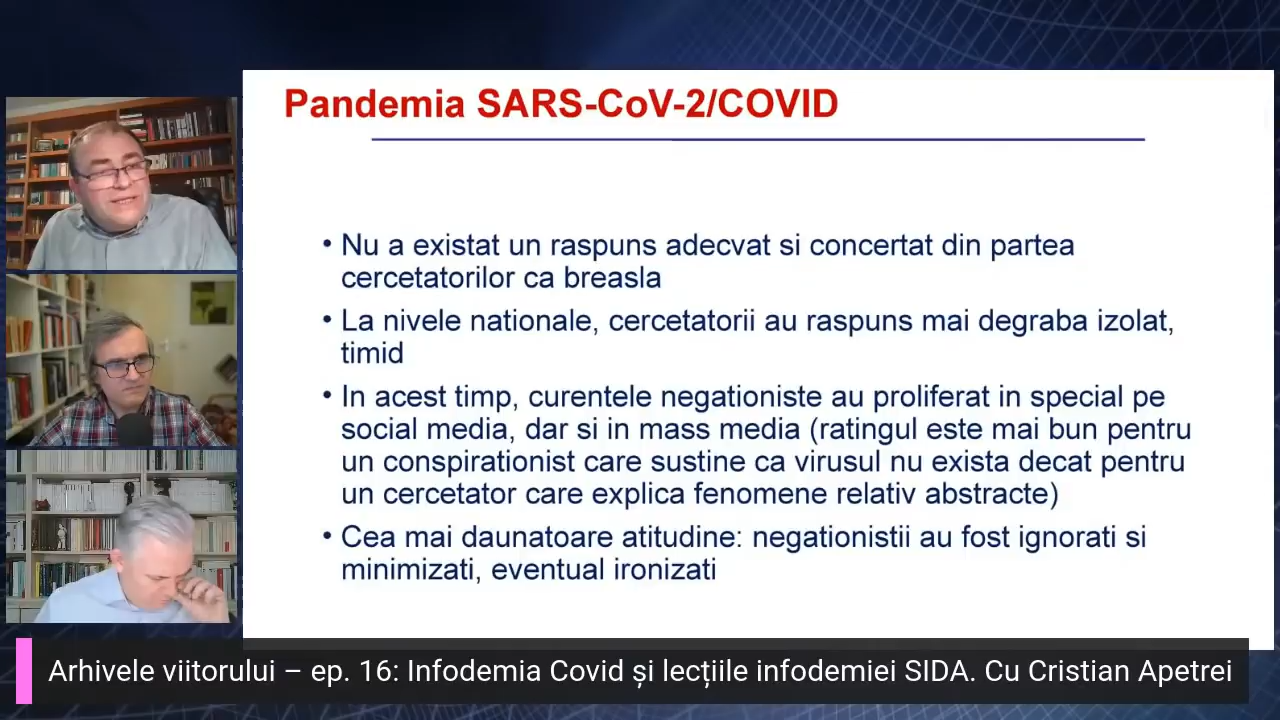 Pandemia SARS-CoV-2/COVID
• Nu a existat un raspuns adecvat si concertat din partea
cercetatorilor ca breasla
• La nivele nationale, cercetatorii au raspuns mai degraba izolat,
timid
• In acest timp, curentele negationiste au proliferat in special pe
social media, dar si in mass media (ratingul este mai bun pentru
un conspirationist care sustine ca virusul nu exista decat pentru
un cercetator care explica fenomene relativ abstracte)
• Cea mai daunatoare atitudine: negationistii au fost ignorati si
minimizati, eventual ironizati
Arhivele viitorului – ep. 16: Infodemia Covid și lecțiile infodemiei SIDA. Cu Cristian Apetrei